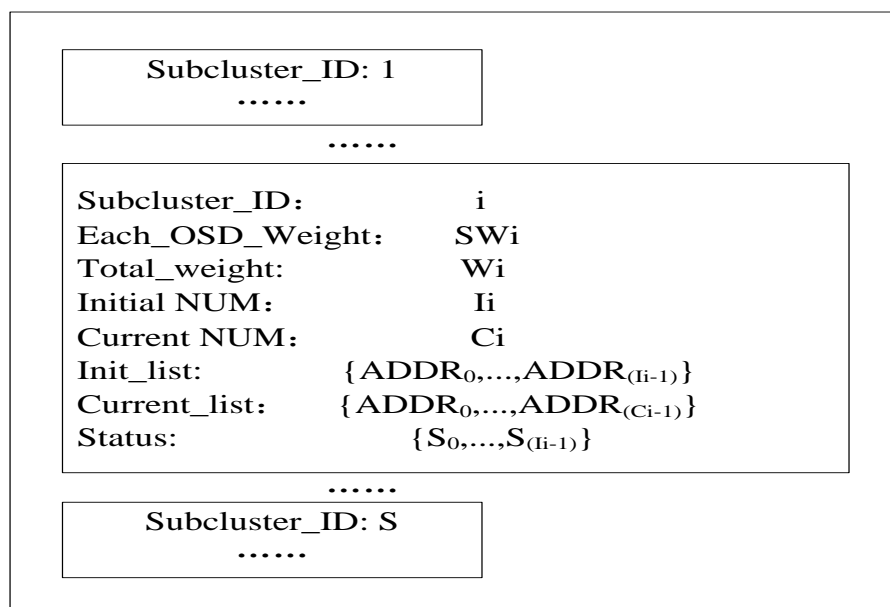 Subcluster_ID: 1
……
……
Subcluster_ID： i
Each_OSD_Weight： SWi
Total_weight: Wi
Initial NUM： Ii
Current NUM： Ci
Init_list: {ADDR₀,...,ADDR₍Ii-1₎}
Current_list： {ADDR₀,...,ADDR₍Ci-1₎}
Status: {S₀,...,S₍Ii-1₎}
……
Subcluster_ID: S
……